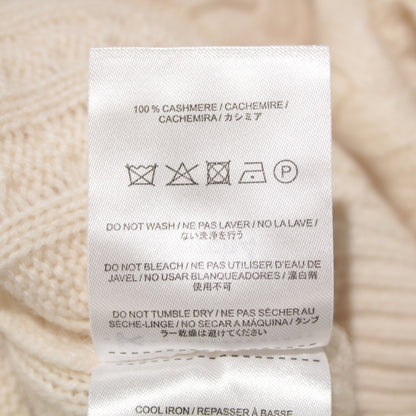 100 % CASHMERE / CACHEMIRE /
CACHEMIRA / カシミア
P
DO NOT WASH / NE PAS LAVER / NO LA LAVE /
ない洗浄を行う
DO NOT BLEACH / NE PAS UTILISER D'EAU DE
JAVEL / NO USAR BLANQUEADORES /漂白剤
使用不可
DO NOT TUMBLE DRY / NE PAS SÉCHER AU
SÈCHE-LINGE / NO SECAR A MÁQUINA / タンブ
ラー乾燥は避けてください
COOL IRON / REPASSER À BASSE